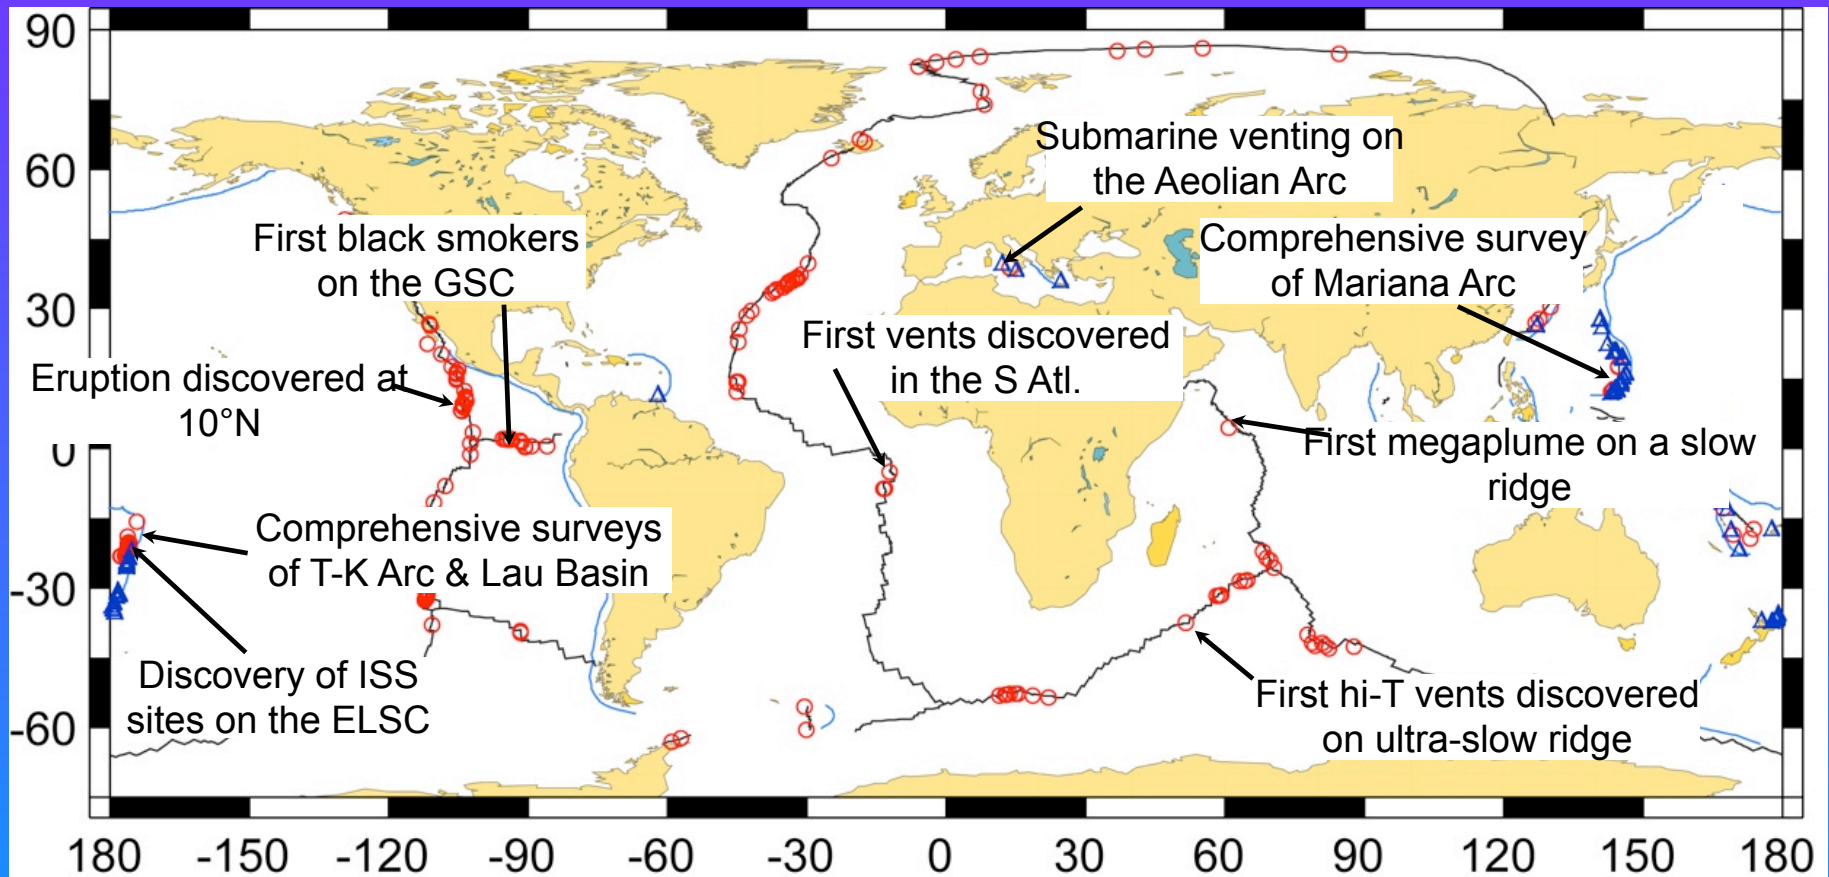 90
60
30
0
-30
-60
Submarine venting on
the Aeolian Arc
First black smokers
on the GSC
Comprehensive survey
of Mariana Arc
First vents discovered
in the S Atl.
Eruption discovered at
10°N
First megaplume on a slow
ridge
Comprehensive surveys
of T-K Arc & Lau Basin
Discovery of ISS
sites on the ELSC
First hi-T vents discovered
on ultra-slow ridge
180 -150 -120 -90 -60 -30 0 30 60 90 120 150 180